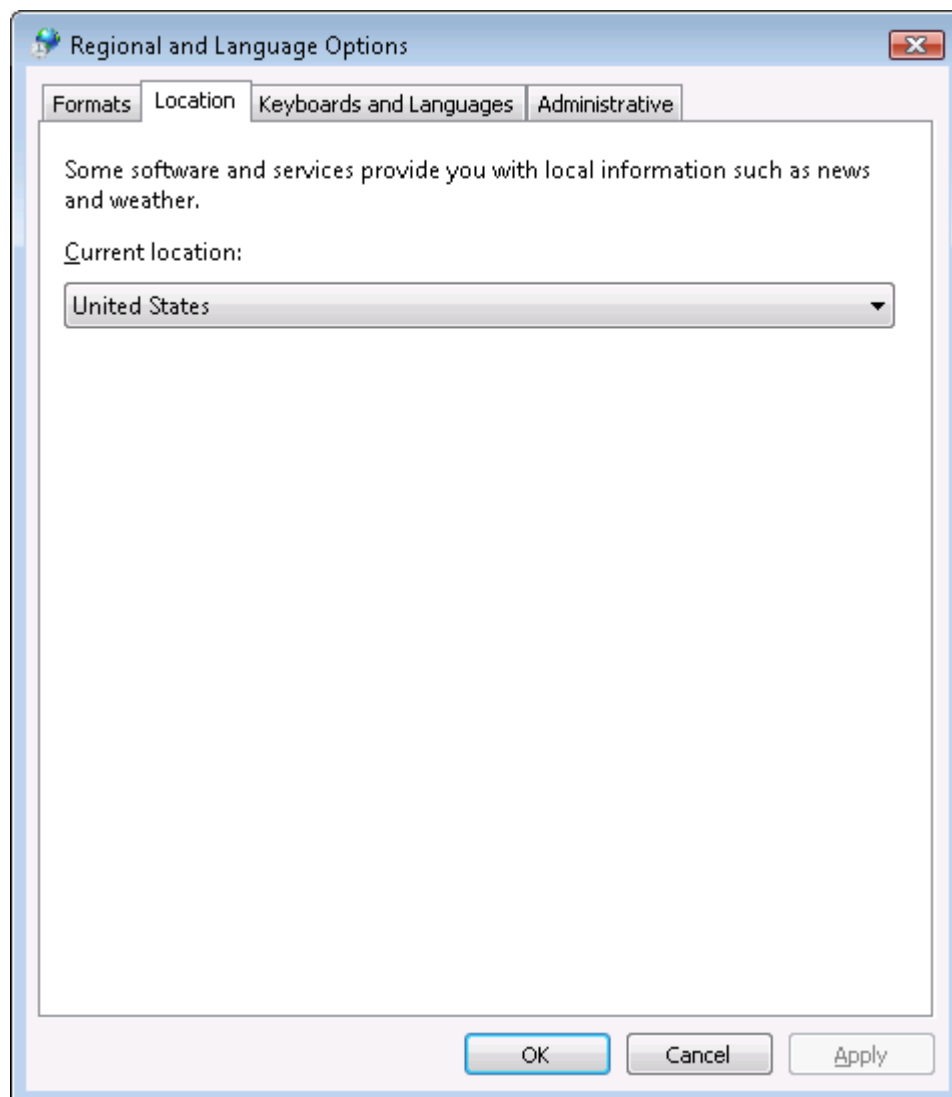 Regional and Language Options
Formats Location Keyboards and Languages Administrative
Some software and services provide you with local information such as news
and weather.
Current location:
United States
OK Cancel Apply